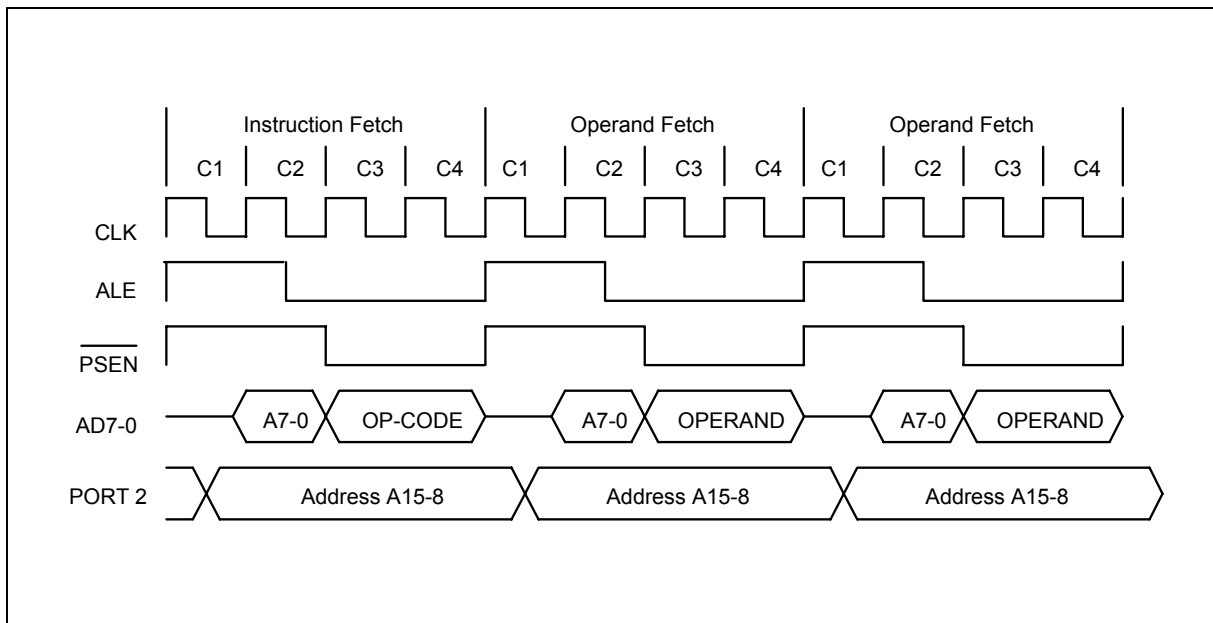 Instruction Fetch Operand Fetch Operand Fetch
C1 C2 C3 C4 C1 C2 C3 C4 C1 C2 C3 C4
CLK
ALE
PSEN
AD7-0 A7-0 OP-CODE A7-0 OPERAND A7-0 OPERAND
PORT 2 Address A15-8 Address A15-8 Address A15-8